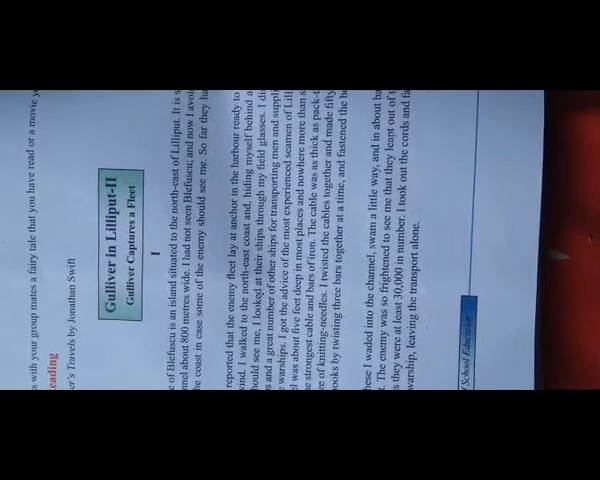 s with your group mates a fairy tale that you have read or a movie y
eading
er's Travels by Jonathan Swift
Gulliver in Lilliput-II
Gulliver Captures a Fleet
I
e of Blefuscu is an island situated to the north-east of Lilliput. It is s
nnel about 800 metres wide. I had not seen Blefuscu; and now I avoi
he coast in case some of the enemy should see me. So far they ha
reported that the enemy fleet lay at anchor in the harbour ready to
vind. I walked to the north-east coast and, hiding myself behind a
hould see me, I looked at their ships through my field glasses. I di
s and a great number of other ships for transporting men and suppli
e warships. I got the advice of the most experienced seamen of Lill
l was about five feet deep in most places and nowhere more than s
e strongest cable and bars of iron. The cable was as thick as pack-t
ze of knitting-needles. I twisted the cables together and made fifty
ooks by twisting three bars together at a time, and fastened the h
hese I waded into the channel, swam a little way, and in about ha
t. The enemy was so frightened to see me that they leapt out of t
s they were at least 30,000 in number. I took out the cords and fa
warship, leaving the transport alone.
f School Education